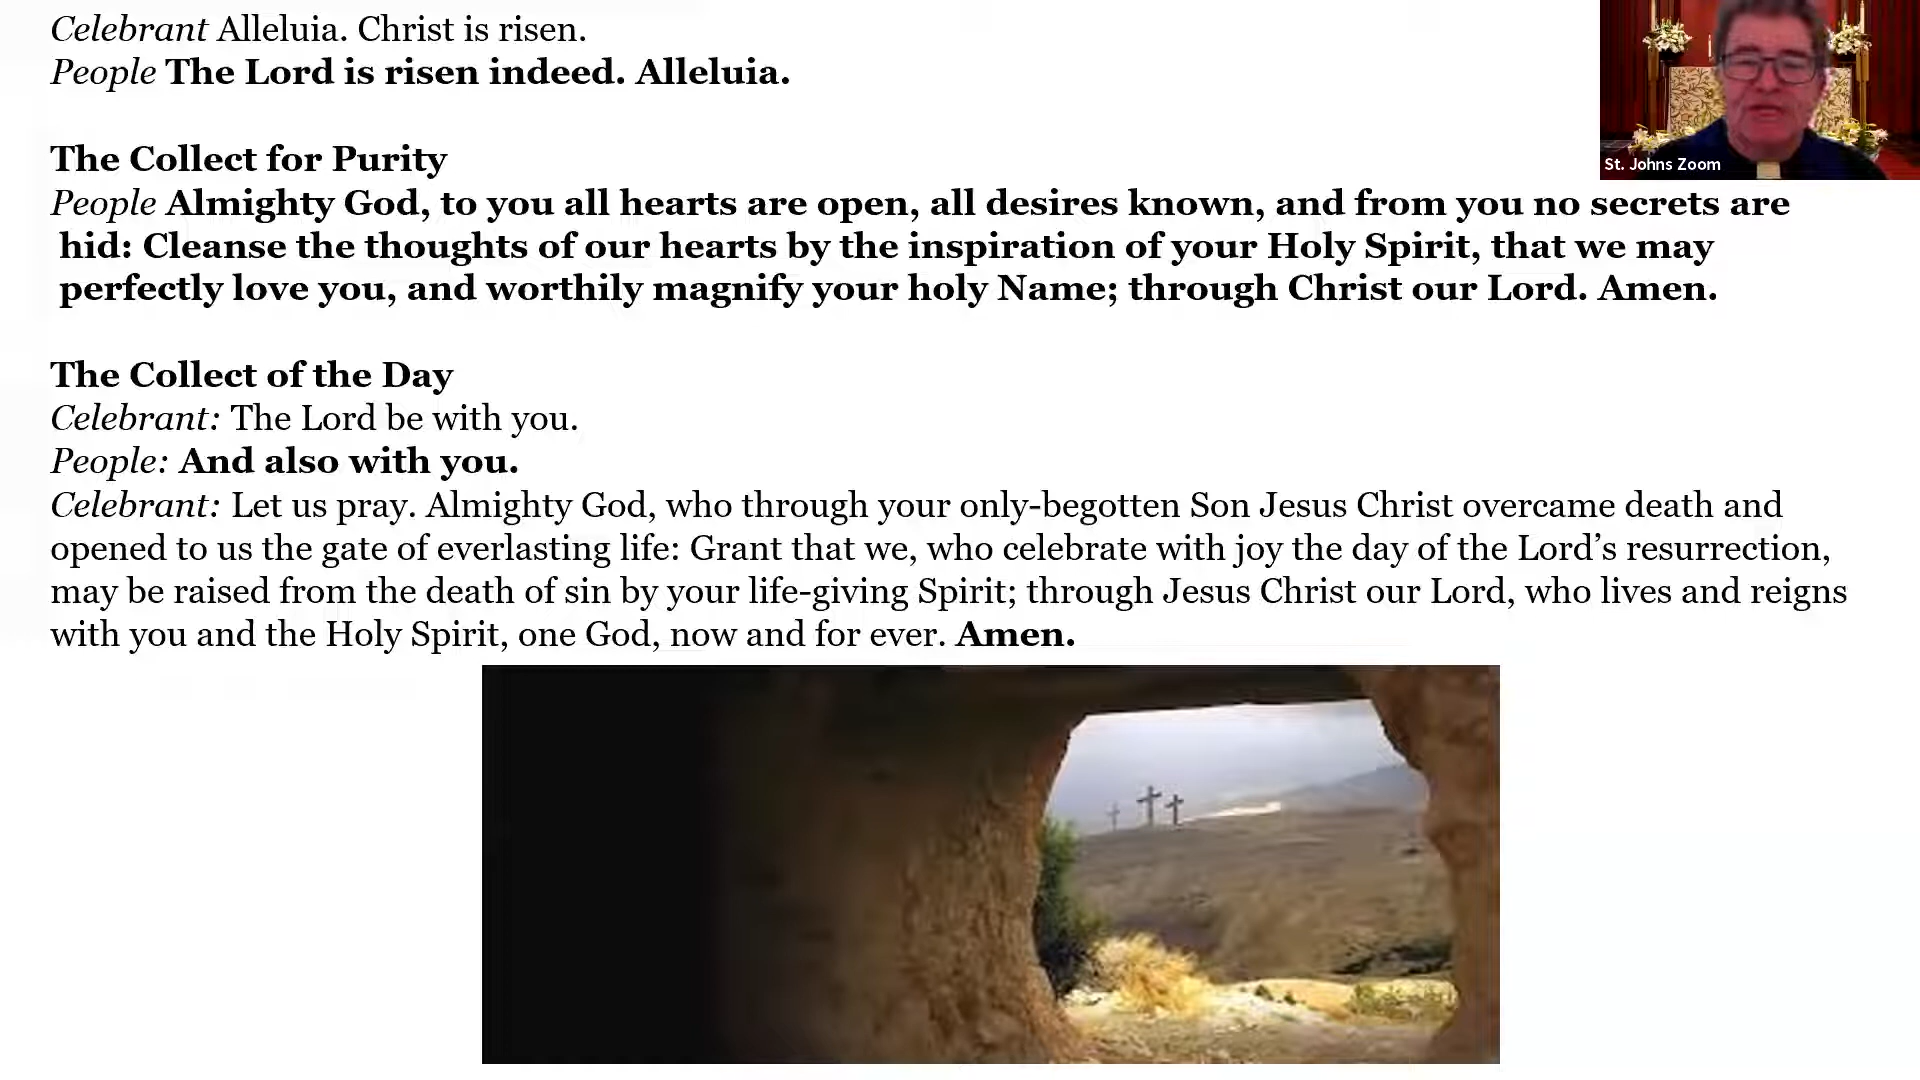 Celebrant Alleluia. Christ is risen.
People The Lord is risen indeed. Alleluia.
The Collect for Purity
People Almighty God, to you all hearts are open, all desires known, and from you no secrets are
hid: Cleanse the thoughts of our hearts by the inspiration of your Holy Spirit, that we may
perfectly love you, and worthily magnify your holy Name; through Christ our Lord. Amen.
The Collect of the Day
Celebrant: The Lord be with you.
People: And also with you.
Celebrant: Let us pray. Almighty God, who through your only-begotten Son Jesus Christ overcame death and
opened to us the gate of everlasting life: Grant that we, who celebrate with joy the day of the Lord’s resurrection,
may be raised from the death of sin by your life-giving Spirit; through Jesus Christ our Lord, who lives and reigns
with you and the Holy Spirit, one God, now and for ever. Amen.
St. Johns Zoom